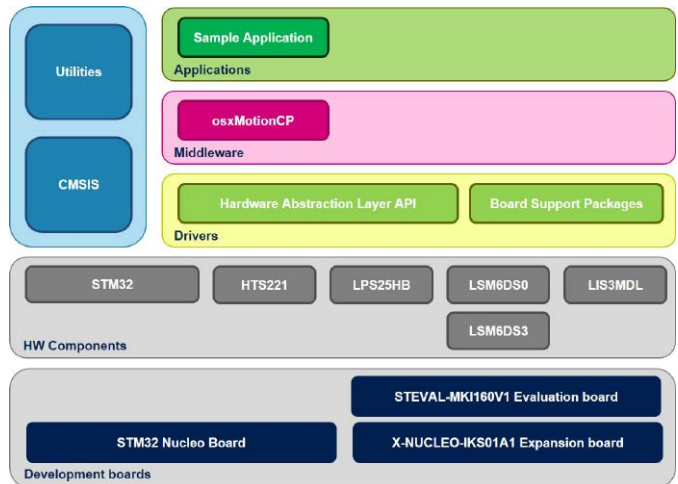 Utilities
CMSIS
Sample Application
Applications
osxMotionCP
Middleware
Hardware Abstraction Layer API
Board Support Packages
Drivers
STM32
HTS221
LPS25HB
LSM6DS0
LIS3MDL
LSM6DS3
HW Components
STEVAL-MKI160V1 Evaluation board
STM32 Nucleo Board
X-NUCLEO-IKS01A1 Expansion board
Development boards